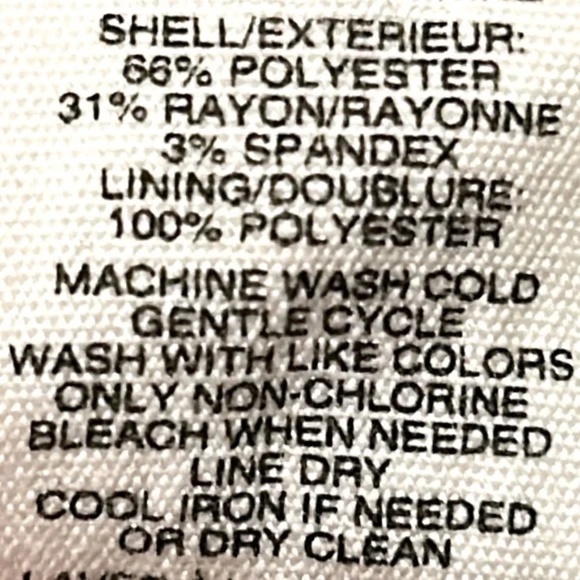 SHELL/EXTERIEUR:
66% POLYESTER
31% RAYON/RAYONNE
3% SPANDEX
LINING/DOUBLURE:
100% POLYESTER
MACHINE WASH COLD
GENTLE CYCLE
WASH WITH LIKE COLORS
ONLY NON-CHLORINE
BLEACH WHEN NEEDED
LINE DRY
COOL IRON IF NEEDED
OR DRY CLEAN